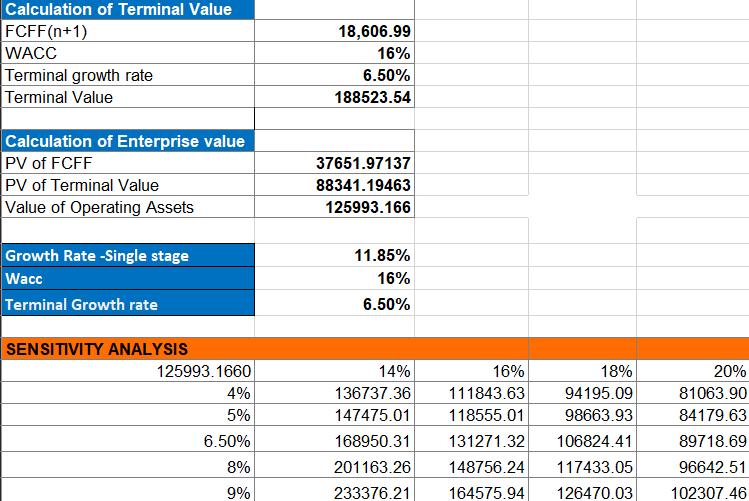 Calculation of Terminal Value
FCFF(n+1) 18,606.99
WACC 16%
Terminal growth rate 6.50%
Terminal Value 188523.54
Calculation of Enterprise value
PV of FCFF 37651.97137
PV of Terminal Value 88341.19463
Value of Operating Assets 125993.166
Growth Rate -Single stage 11.85%
Wacc 16%
Terminal Growth rate 6.50%
SENSITIVITY ANALYSIS
125993.1660 14% 16% 18% 20%
4% 136737.36 111843.63 94195.09 81063.90
5% 147475.01 118555.01 98663.93 84179.63
6.50% 168950.31 131271.32 106824.41 89718.69
8% 201163.26 148756.24 117433.05 96642.51
9% 233376.21 164575.94 126470.03 102307.46